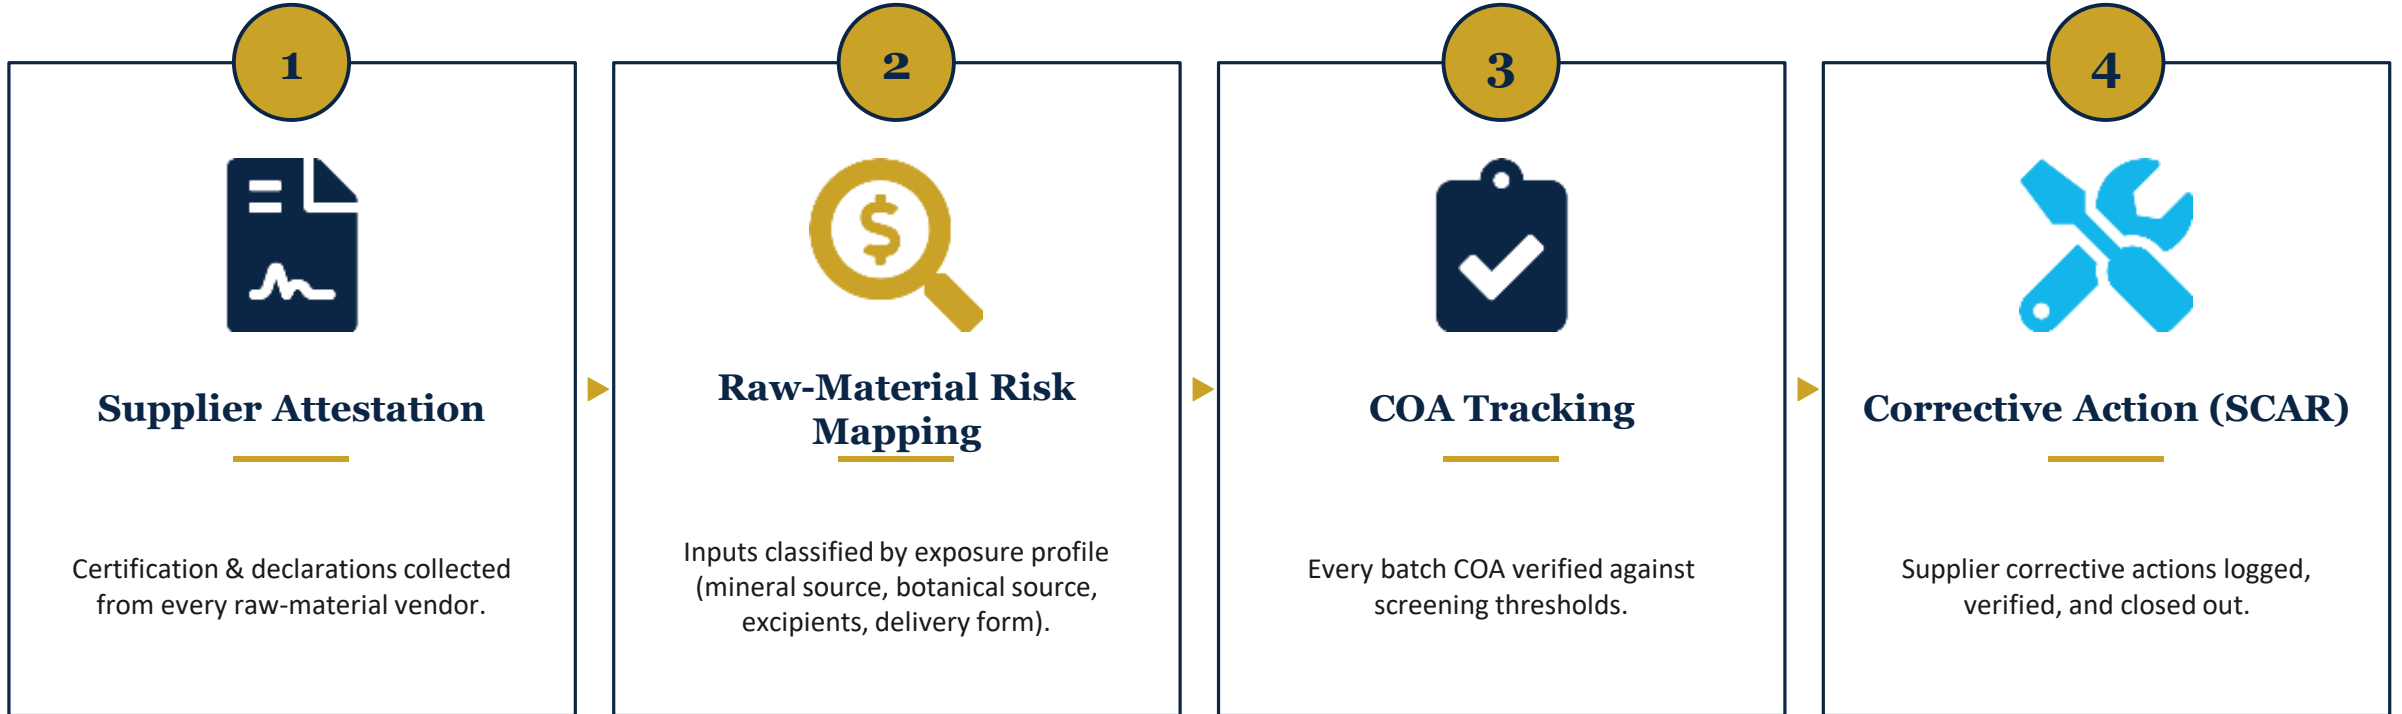 1
Supplier Attestation
Certification & declarations collected
from every raw-material vendor.
2
$
Raw-Material Risk
Mapping
Inputs classified by exposure profile
(mineral source, botanical source,
excipients, delivery form).
3
COA Tracking
Every batch COA verified against
screening thresholds.
4
Corrective Action (SCAR)
Supplier corrective actions logged,
verified, and closed out.